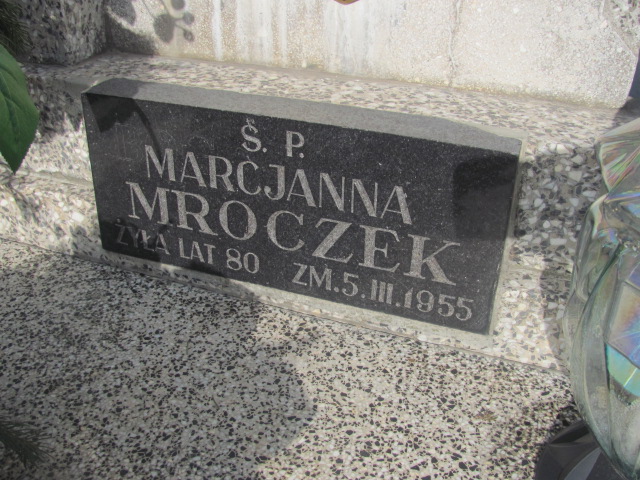 Ś. P.
MARCJANNA
MROCZEK
ŻYŁA LAT 80 ZM. 5. III. 1955